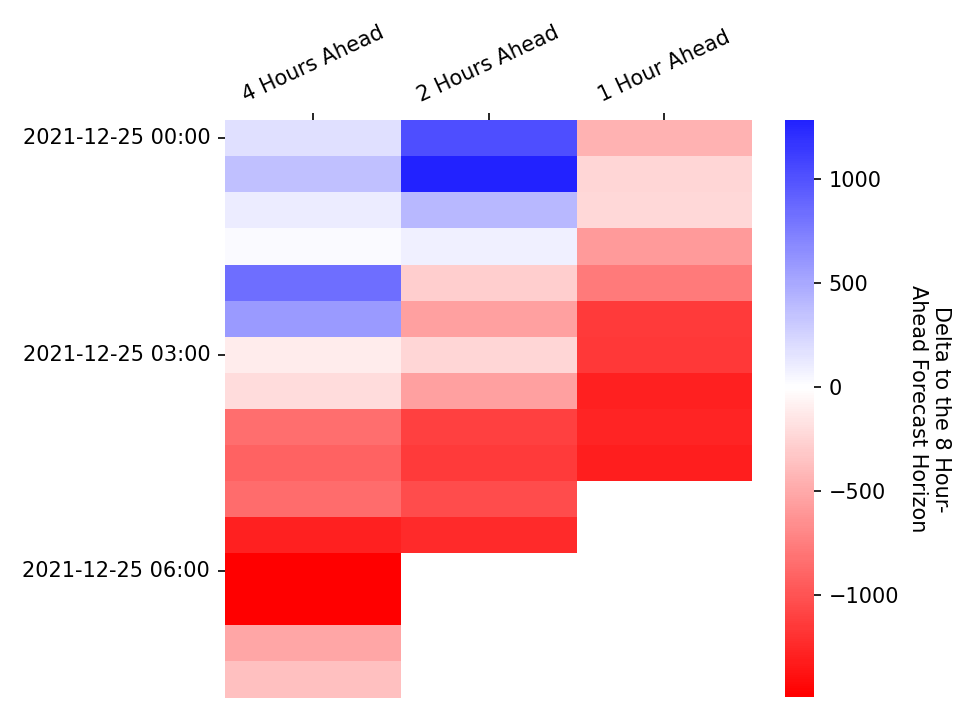 4 Hours Ahead
2 Hours Ahead
1 Hour Ahead
2021-12-25 00:00
2021-12-25 03:00
2021-12-25 06:00
1000
500
0
−500
−1000
Delta to the 8 Hour-
Ahead Forecast Horizon